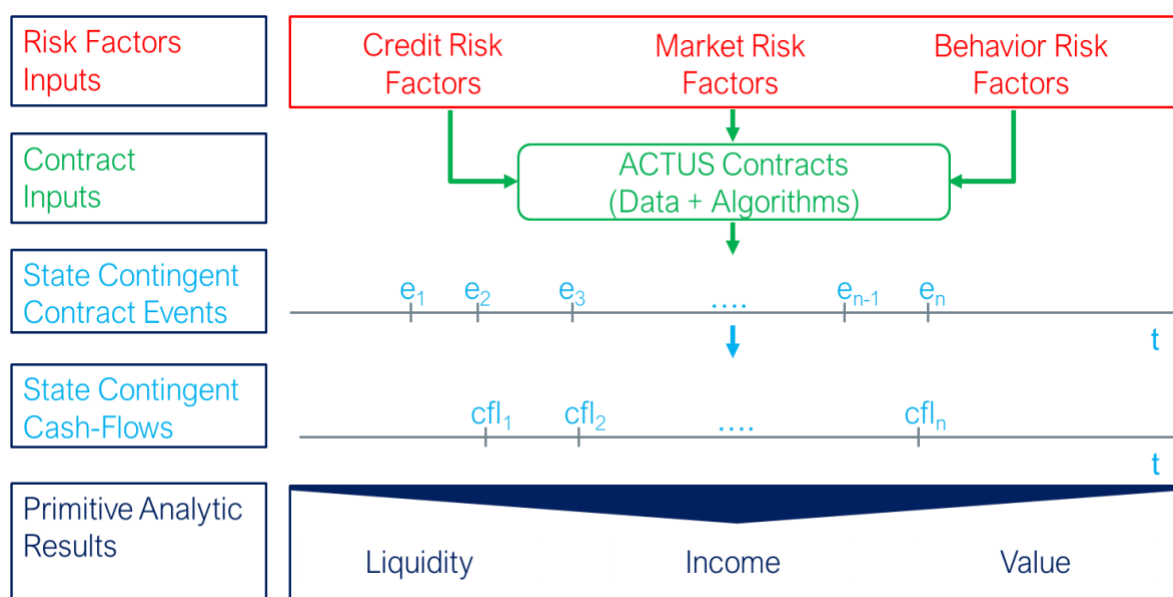 Risk Factors
Inputs
Credit Risk
Factors
Market Risk
Factors
Behavior Risk
Factors
Contract
Inputs
ACTUS Contracts
(Data + Algorithms)
State Contingent
Contract Events
e1 e2 e3 .... en-1 en
t
State Contingent
Cash-Flows
cfl1 cfl2 .... cfln
t
Primitive Analytic
Results
Liquidity Income Value